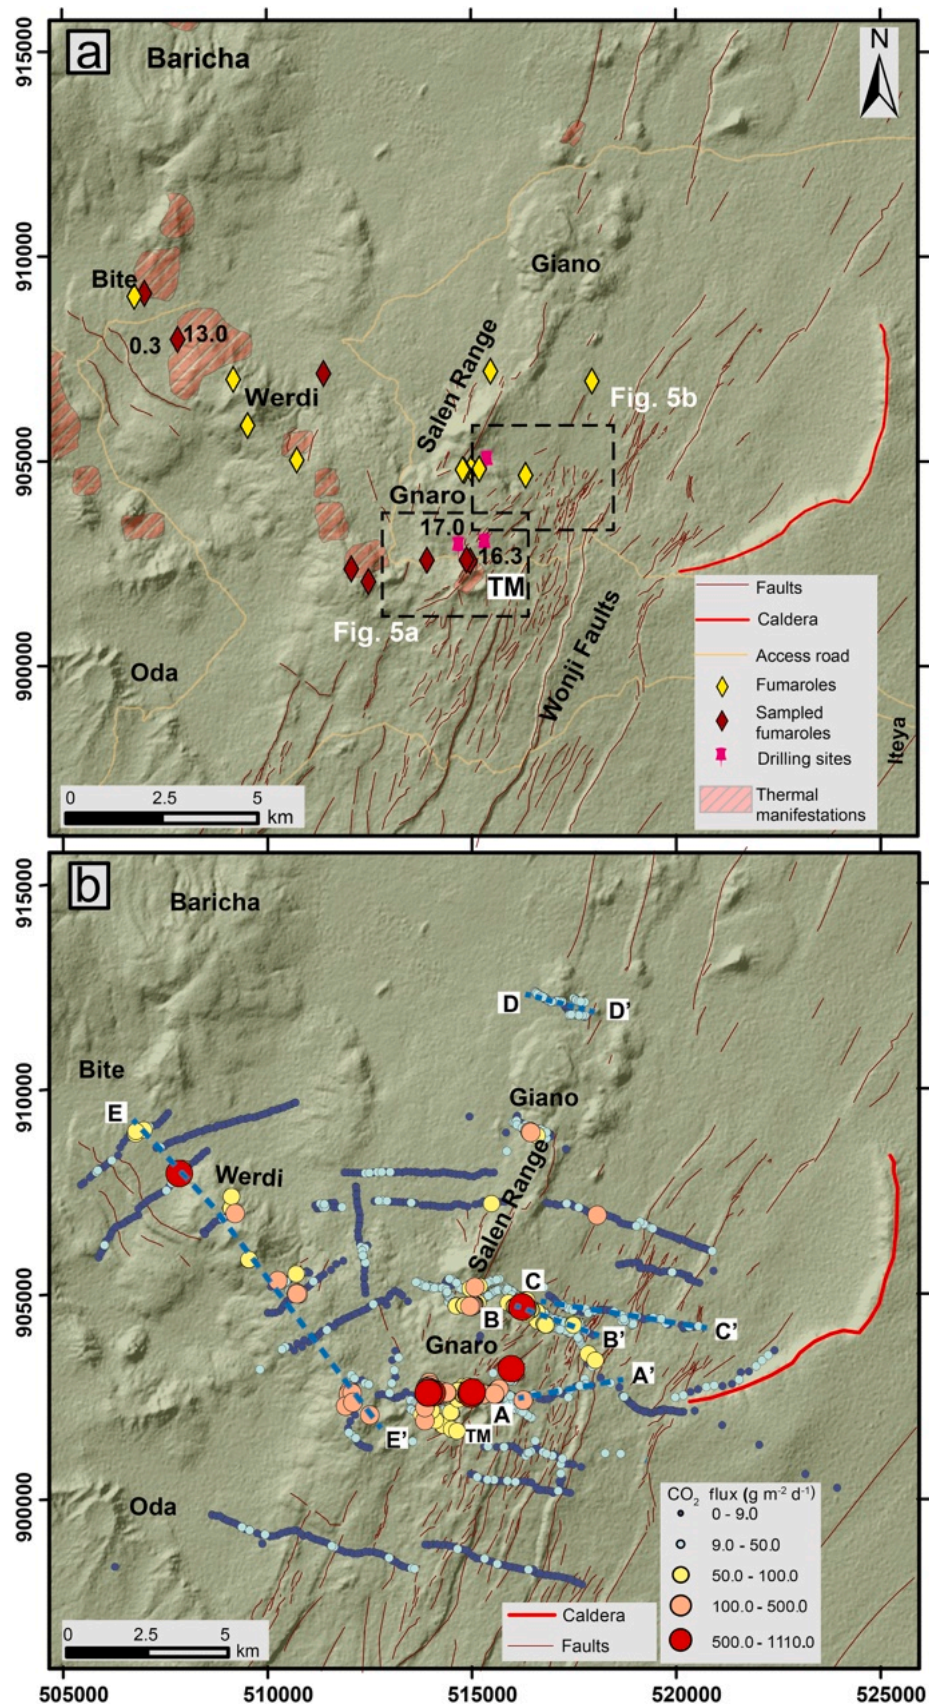 915000
910000
905000
900000
a
Baricha
N
Giano
Bite
13.0
0.3
Werdi
Salen Range
Fig. 5b
Gnaro
17.0
16.3
TM
Fig. 5a
Oda
Wonji Faults
Iteya
Faults
Caldera
Access road
Fumaroles
Sampled
fumaroles
Drilling sites
Thermal
manifestations
0 2.5 5
km
915000
910000
905000
900000
b
Baricha
D D'
Bite
Giano
E
Werdi
Salen Range
C
B
C'
B'
Gnaro
A'
A
E'
TM
Oda
CO₂ flux (g m⁻² d⁻¹)
0 - 9.0
9.0 - 50.0
50.0 - 100.0
100.0 - 500.0
500.0 - 1110.0
Caldera
Faults
0 2.5 5
km
505000 510000 515000 520000 525000